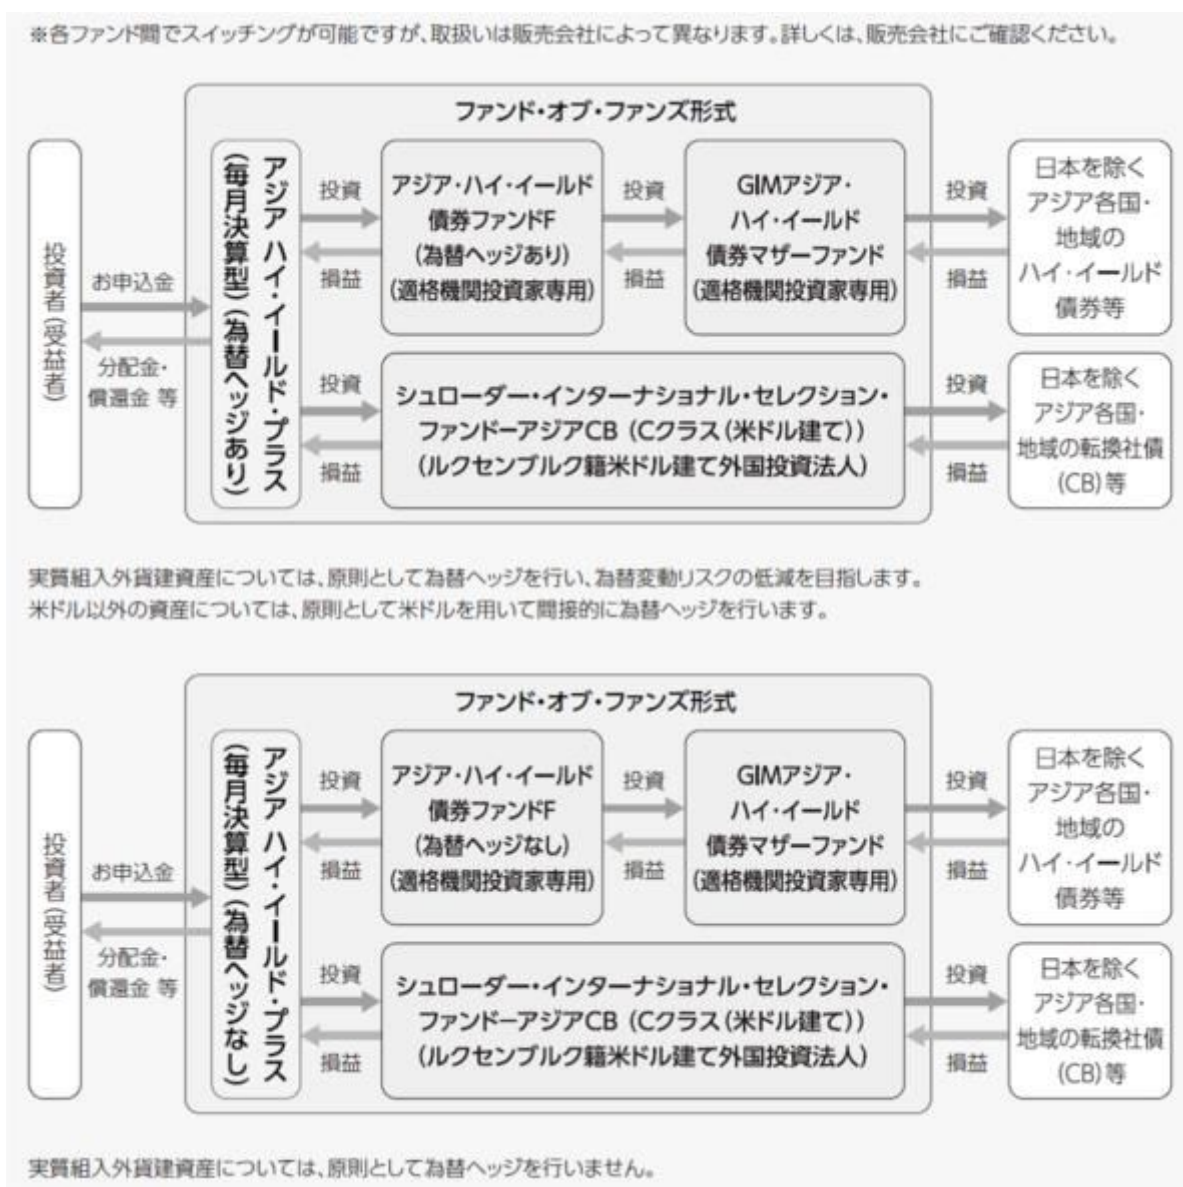 ※各ファンド間でスイッチングが可能ですが、取扱いは販売会社によって異なります。詳しくは、販売会社にご確認ください。
ファンド・オブ・ファンズ形式
投資者（受益者）
お申込金
分配金・
償還金 等
アジア ハイ・イールド・プラス
（毎月決算型）（為替ヘッジあり）
投資
損益
アジア・ハイ・イールド
債券ファンドF
(為替ヘッジあり)
(適格機関投資家専用)
投資
損益
GIMアジア・
ハイ・イールド
債券マザーファンド
(適格機関投資家専用)
投資
損益
日本を除く
アジア各国・
地域の
ハイ・イールド
債券等
投資
損益
シュローダー・インターナショナル・セレクション・
ファンドーアジアCB（Cクラス（米ドル建て））
（ルクセンブルク籍米ドル建て外国投資法人）
投資
損益
日本を除く
アジア各国・
地域の転換社債
(CB)等
実質組入外貨建資産については、原則として為替ヘッジを行い、為替変動リスクの低減を目指します。
米ドル以外の資産については、原則として米ドルを用いて間接的に為替ヘッジを行います。
ファンド・オブ・ファンズ形式
投資者（受益者）
お申込金
分配金・
償還金 等
アジア ハイ・イールド・プラス
（毎月決算型）（為替ヘッジなし）
投資
損益
アジア・ハイ・イールド
債券ファンドF
(為替ヘッジなし)
(適格機関投資家専用)
投資
損益
GIMアジア・
ハイ・イールド
債券マザーファンド
(適格機関投資家専用)
投資
損益
日本を除く
アジア各国・
地域の
ハイ・イールド
債券等
投資
損益
シュローダー・インターナショナル・セレクション・
ファンドーアジアCB（Cクラス（米ドル建て））
（ルクセンブルク籍米ドル建て外国投資法人）
投資
損益
日本を除く
アジア各国・
地域の転換社債
(CB)等
実質組入外貨建資産については、原則として為替ヘッジを行いません。